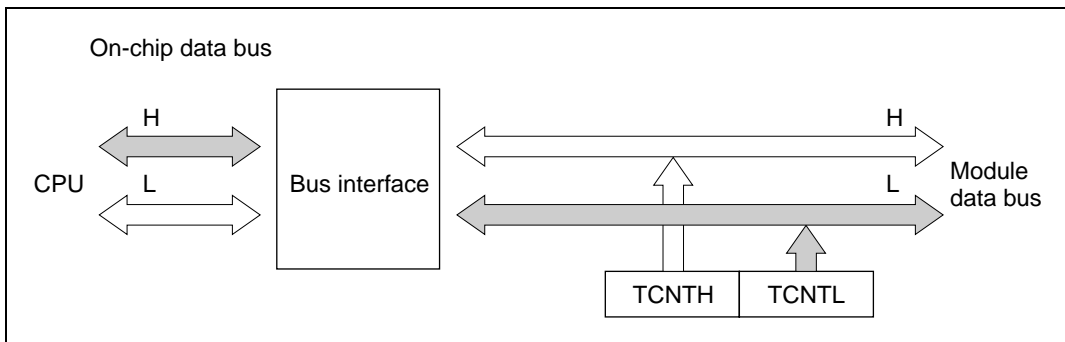 On-chip data bus
H
H
CPU
L
Bus interface
L
Module
data bus
TCNTH
TCNTL